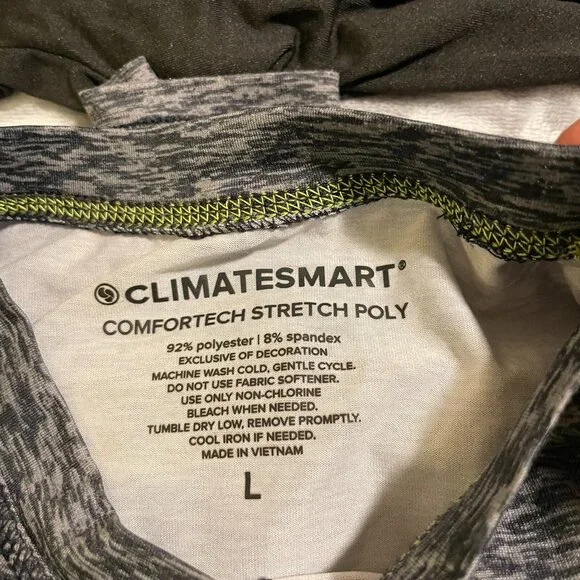 CLIMATESMART®
COMFORTECH STRETCH POLY
92% polyester | 8% spandex
EXCLUSIVE OF DECORATION
MACHINE WASH COLD, GENTLE CYCLE.
DO NOT USE FABRIC SOFTENER.
USE ONLY NON-CHLORINE
BLEACH WHEN NEEDED.
TUMBLE DRY LOW, REMOVE PROMPTLY.
COOL IRON IF NEEDED.
MADE IN VIETNAM
L